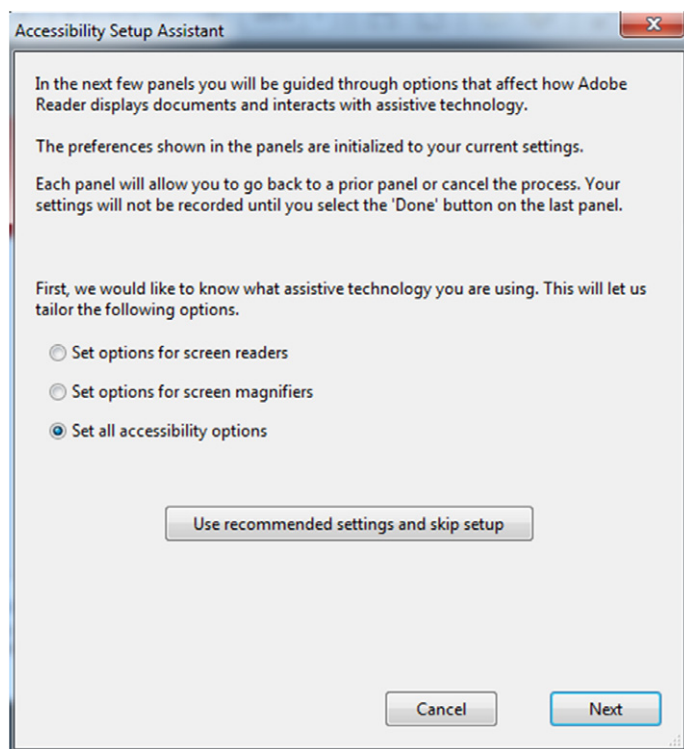 Accessibility Setup Assistant
In the next few panels you will be guided through options that affect how Adobe
Reader displays documents and interacts with assistive technology.
The preferences shown in the panels are initialized to your current settings.
Each panel will allow you to go back to a prior panel or cancel the process. Your
settings will not be recorded until you select the 'Done' button on the last panel.
First, we would like to know what assistive technology you are using. This will let us
tailor the following options.
Set options for screen readers
Set options for screen magnifiers
Set all accessibility options
Use recommended settings and skip setup
Cancel Next